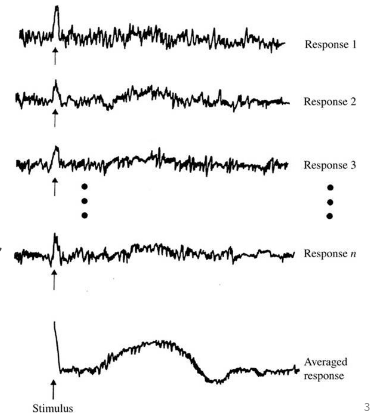 Response 1
Response 2
Response 3
Response n
Averaged
response
Stimulus
3